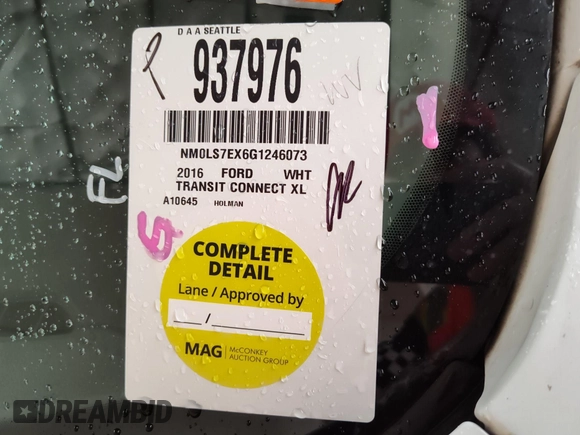 D A A SEATTLE
937976
NM0LS7EX6G1246073
2016 FORD WHT
TRANSIT CONNECT XL
A10645 HOLMAN
FL
COMPLETE
DETAIL
Lane / Approved by
/
MAG McCONKEY
AUCTION GROUP
DREAMBID